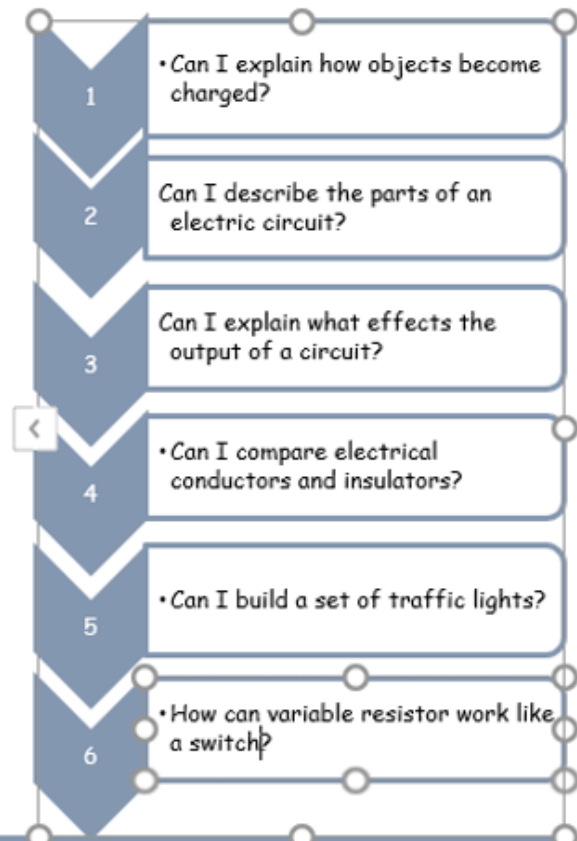 1
•Can I explain how objects become
charged?
2
Can I describe the parts of an
electric circuit?
3
Can I explain what effects the
output of a circuit?
4
•Can I compare electrical
conductors and insulators?
5
•Can I build a set of traffic lights?
6
•How can variable resistor work like
a switch?